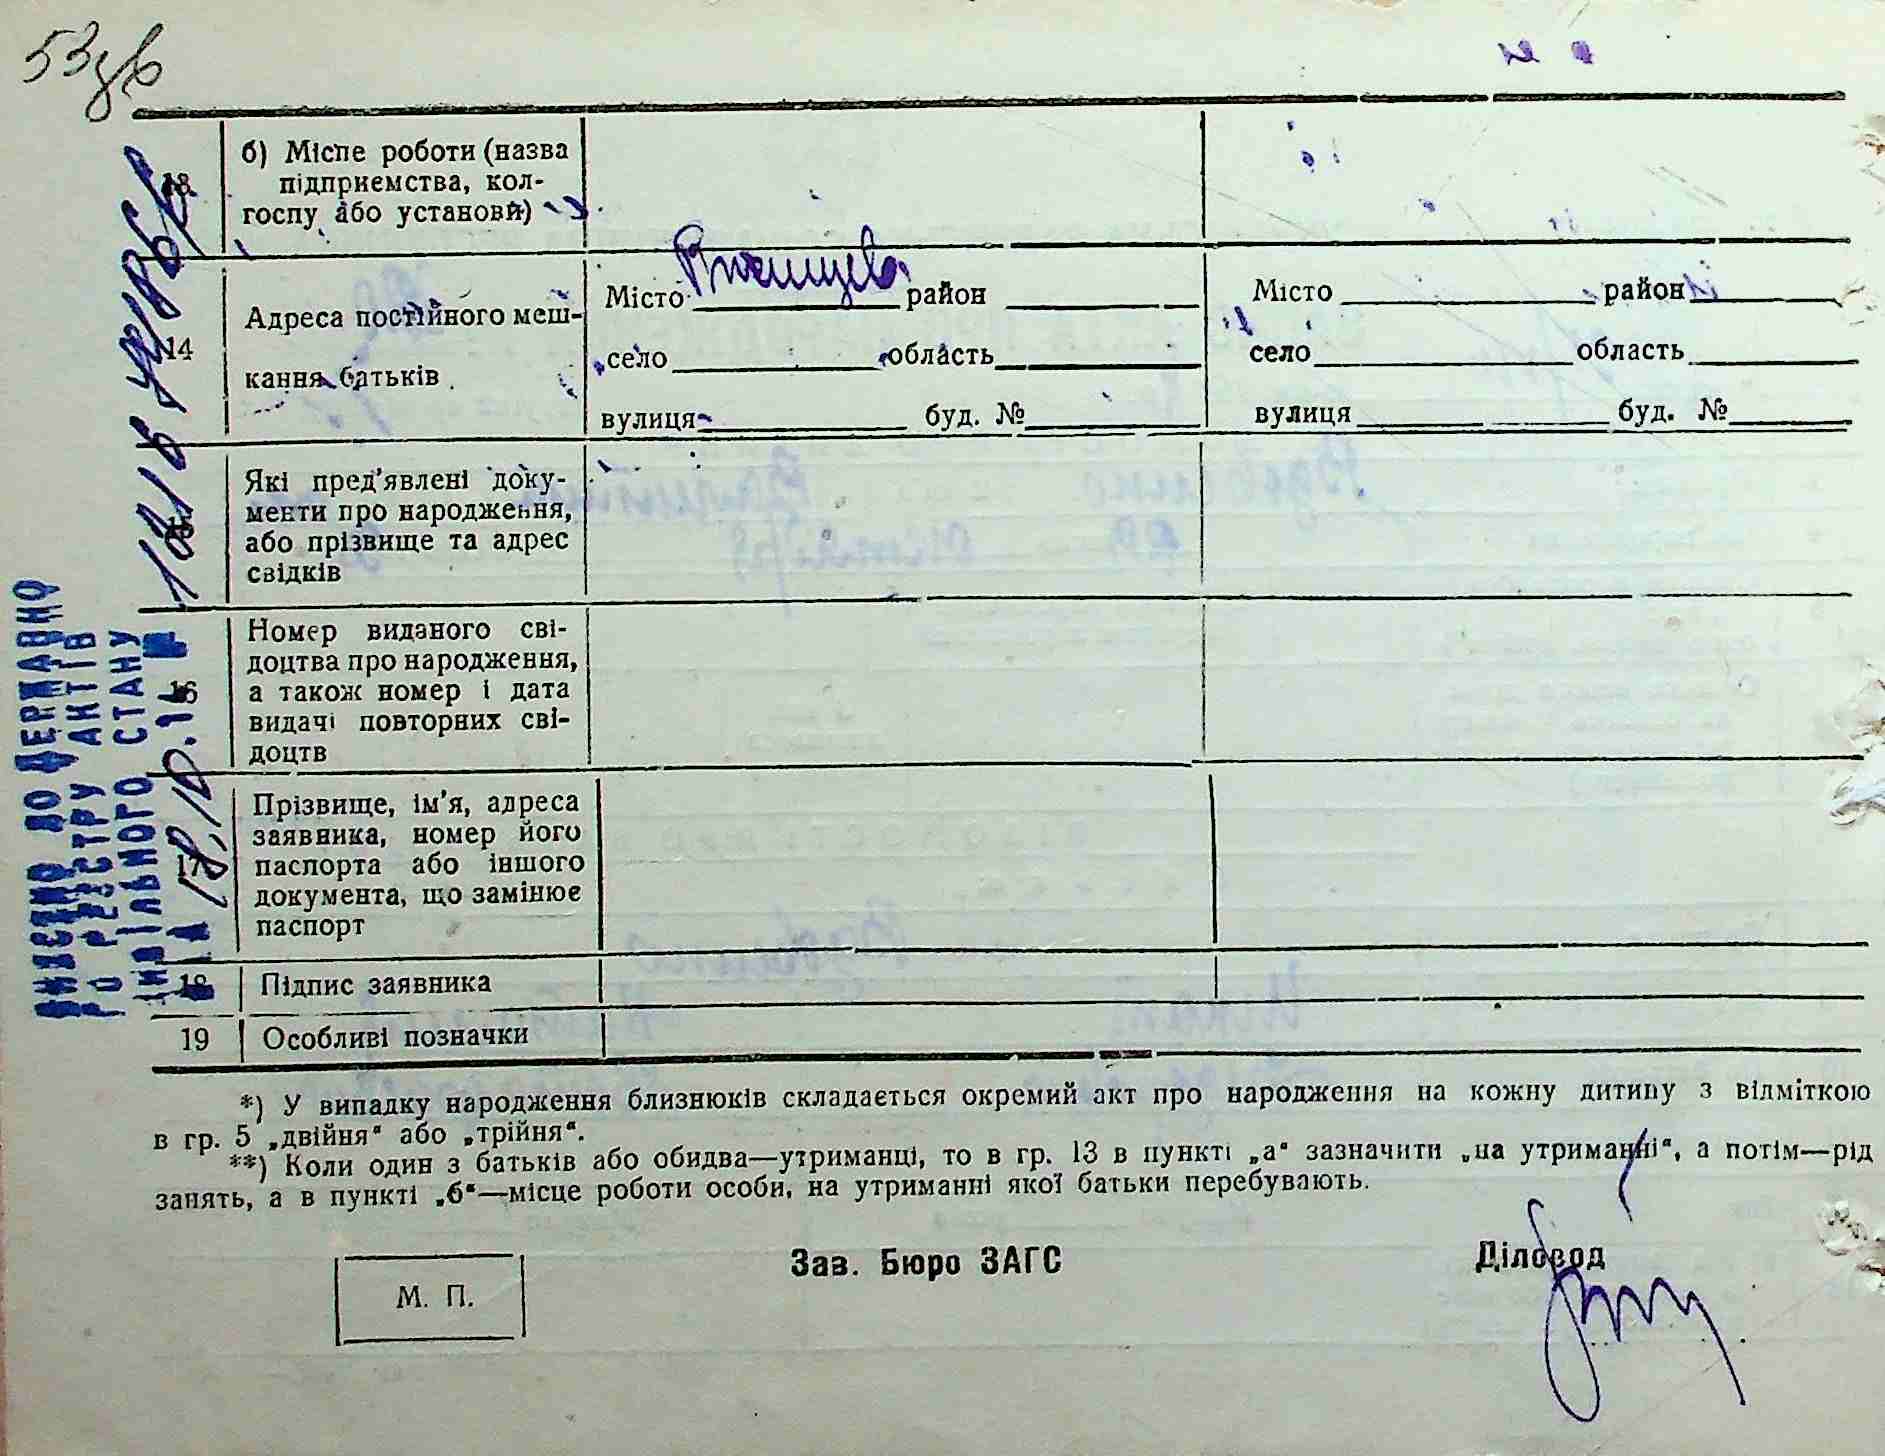 53зв
13
б) Місце роботи (назва
підприємства, кол-
госпу або установи)
14
Адреса постійного меш-
кання батьків
Місто район
село область
вулиця буд. №
Місто район
село область
вулиця буд. №
15
Які пред'явлені доку-
менти про народження,
або прізвище та адрес
свідків
16
Номер виданого сві-
доцтва про народження,
а також номер і дата
видачі повторних сві-
доцтв
17
Прізвище, ім'я, адреса
заявника, номер його
паспорта або іншого
документа, що замінює
паспорт
18
Підпис заявника
19
Особливі позначки
ВНЕСЕНО ДО ДЕРЖАВНО
ГО РЕЄСТРУ АКТІВ
ЦИВІЛЬНОГО СТАНУ
*) У випадку народження близнюків складається окремий акт про народження на кожну дитину з відміткою
в гр. 5 „двійня“ або „трійня“.
**) Коли один з батьків або обидва—утриманці, то в гр. 13 в пункті „а“ зазначити „на утриманні“, а потім—рід
занять, а в пункті „б“—місце роботи особи, на утриманні якої батьки перебувають.
М. П.
Зав. Бюро ЗАГС
Діловод